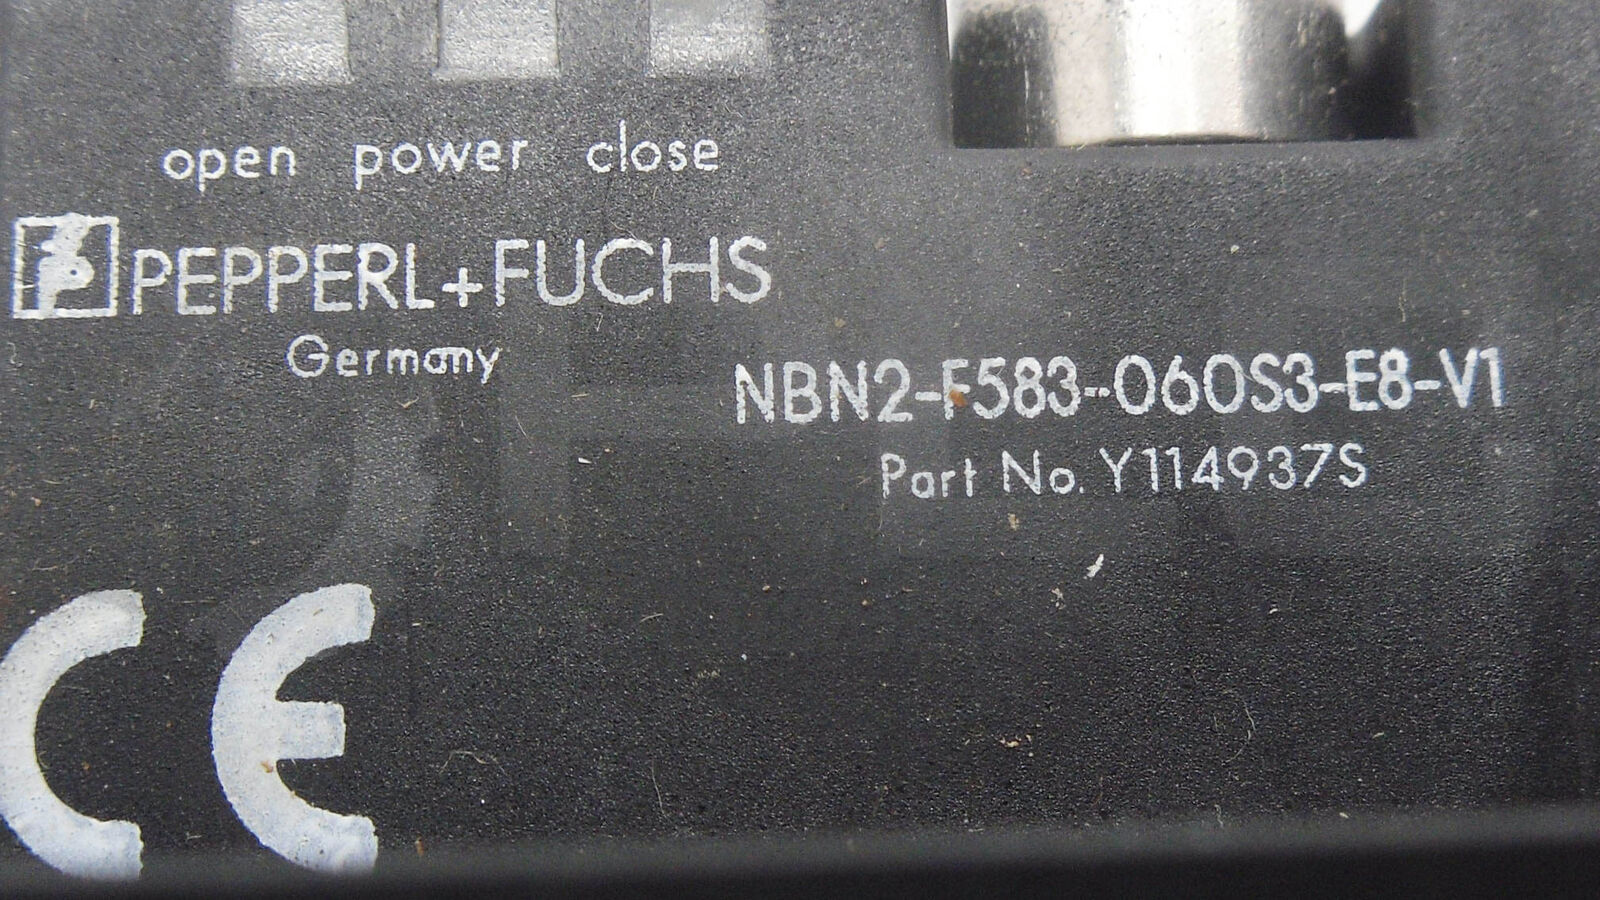 open power close
PEPPERL+FUCHS
Germany
NBN2-F583-060S3-E8-V1
Part No. Y114937S
CE